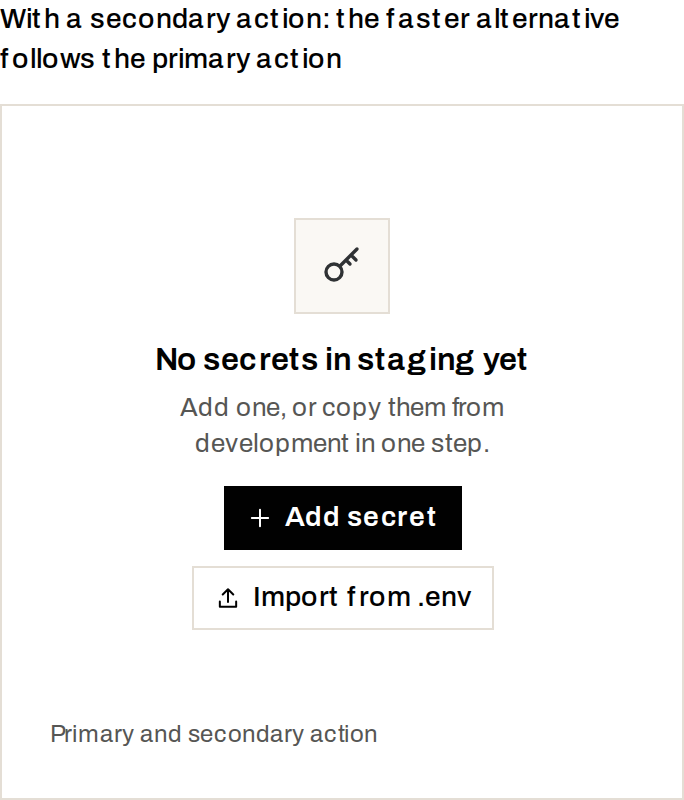 With a secondary action: the faster alternative
follows the primary action
No secrets in staging yet
Add one, or copy them from
development in one step.
Add secret
Import from .env
Primary and secondary action